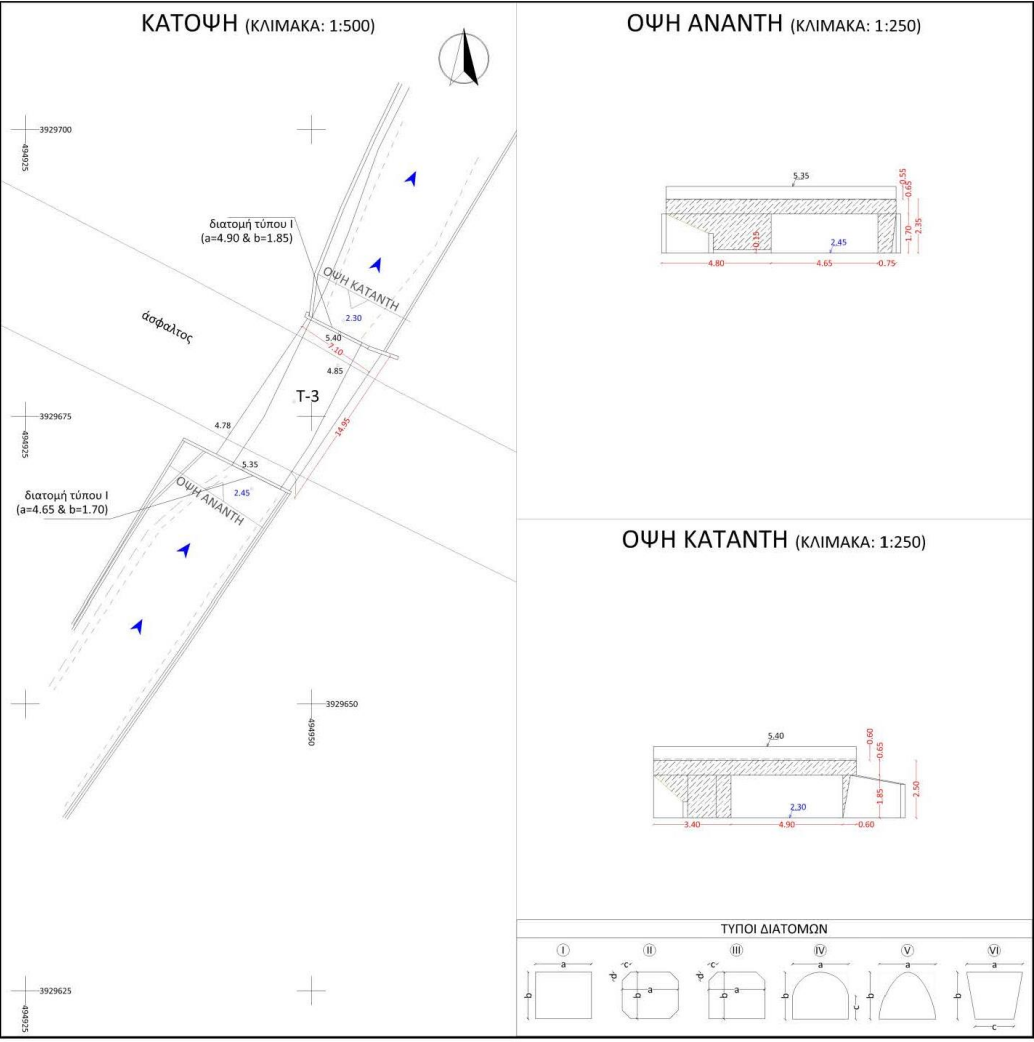 ΚΑΤΟΨΗ (ΚΛΙΜΑΚΑ: 1:500)
3929700
494925
διατομή τύπου Ι
(a=4.90 & b=1.85)
ΟΨΗ ΚΑΤΑΝΤΗ
2.30
άσφαλτος
5.40
7.10
4.85
T-3
3929675
494925
4.78
14.95
5.35
ΟΨΗ ΑΝΑΝΤΗ
2.45
διατομή τύπου Ι
(a=4.65 & b=1.70)
3929650
494950
3929625
494925
ΟΨΗ ΑΝΑΝΤΗ (ΚΛΙΜΑΚΑ: 1:250)
5.35
0.55
0.65
1.70
2.35
0.15
2.45
4.80
4.65
0.75
ΟΨΗ ΚΑΤΑΝΤΗ (ΚΛΙΜΑΚΑ: 1:250)
5.40
0.60
0.65
1.85
2.50
2.30
3.40
4.90
0.60
ΤΥΠΟΙ ΔΙΑΤΟΜΩΝ
I II III IV V VI
a b
c d a b
c d a b
a b c
a b
a b c